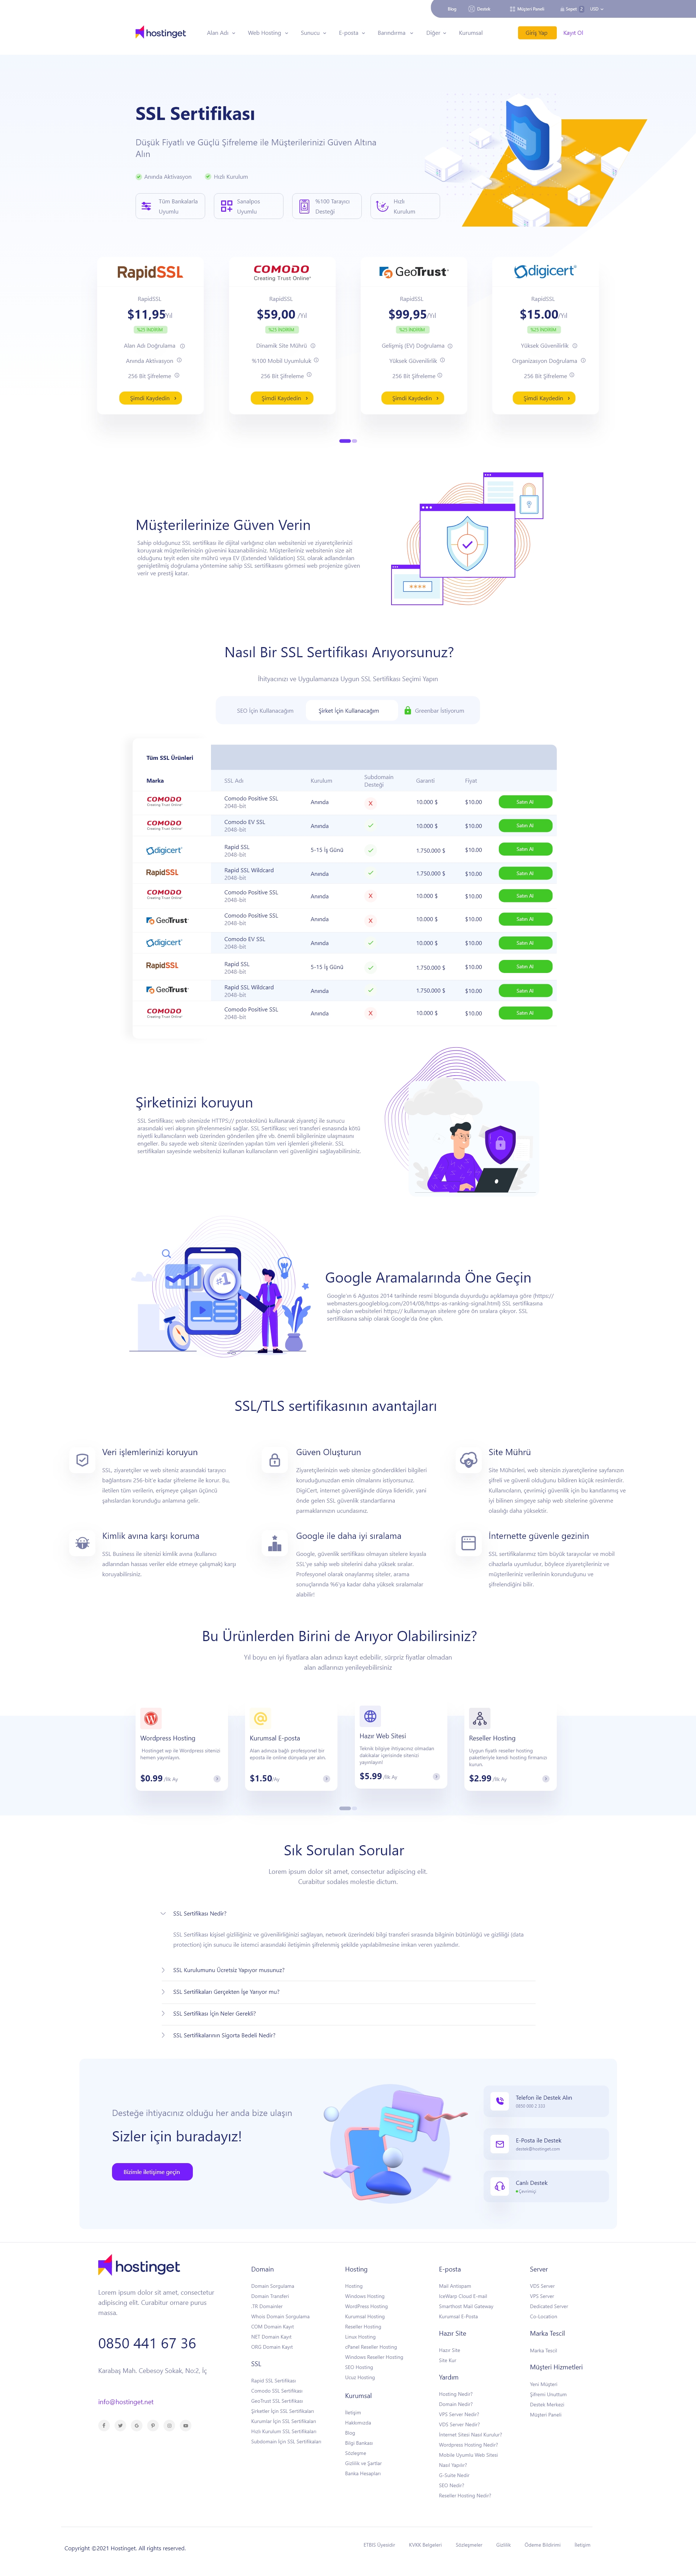 Blog Destek Müşteri Paneli Sepet 2 USD
hostinget Alan Adı Web Hosting Sunucu E-posta Barındırma Diğer Kurumsal Giriş Yap Kayıt Ol
SSL Sertifikası
Düşük Fiyatlı ve Güçlü Şifreleme ile Müşterilerinizi Güven Altına
Alın
Anında Aktivasyon Hızlı Kurulum
Tüm Bankalarla
Uyumlu
Sanalpos
Uyumlu
%100 Tarayıcı
Desteği
Hızlı
Kurulum
RapidSSL
RapidSSL
$11,95/Yıl
%25 İNDİRİM
Alan Adı Doğrulama
Anında Aktivasyon
256 Bit Şifreleme
Şimdi Kaydedin
COMODO
Creating Trust Online®
RapidSSL
$59,00 /Yıl
%25 İNDİRİM
Dinamik Site Mührü
%100 Mobil Uyumluluk
256 Bit Şifreleme
Şimdi Kaydedin
GeoTrust
RapidSSL
$99,95/Yıl
%25 İNDİRİM
Gelişmiş (EV) Doğrulama
Yüksek Güvenilirlik
256 Bit Şifreleme
Şimdi Kaydedin
digicert®
RapidSSL
$15.00/Yıl
%25 İNDİRİM
Yüksek Güvenilirlik
Organizasyon Doğrulama
256 Bit Şifreleme
Şimdi Kaydedin
Müşterilerinize Güven Verin
Sahip olduğunuz SSL sertifikası ile dijital varlığınız olan websitenizi ve ziyaretçilerinizi
koruyarak müşterilerinizin güvenini kazanabilirsiniz. Müşterileriniz websitenin size ait
olduğunu teyit eden site mührü veya EV (Extended Validation) SSL olarak adlandırılan
genişletilmiş doğrulama yöntemine sahip SSL sertifikasını görmesi web projenize güven
verir ve prestij katar.
Nasıl Bir SSL Sertifikası Arıyorsunuz?
İhtiyacınızı ve Uygulamanıza Uygun SSL Sertifikası Seçimi Yapın
SEO İçin Kullanacağım Şirket İçin Kullanacağım Greenbar İstiyorum
Tüm SSL Ürünleri
Marka SSL Adı Kurulum Subdomain Desteği Garanti Fiyat
COMODO Creating Trust Online® Comodo Positive SSL 2048-bit Anında X 10.000 $ $10.00 Satın Al
COMODO Creating Trust Online® Comodo EV SSL 2048-bit Anında 10.000 $ $10.00 Satın Al
digicert Rapid SSL 2048-bit 5-15 İş Günü 1.750.000 $ $10.00 Satın Al
RapidSSL Rapid SSL Wildcard 2048-bit Anında 1.750.000 $ $10.00 Satın Al
COMODO Creating Trust Online® Comodo Positive SSL 2048-bit Anında X 10.000 $ $10.00 Satın Al
GeoTrust Comodo Positive SSL 2048-bit Anında X 10.000 $ $10.00 Satın Al
digicert Comodo EV SSL 2048-bit Anında 10.000 $ $10.00 Satın Al
RapidSSL Rapid SSL 2048-bit 5-15 İş Günü 1.750.000 $ $10.00 Satın Al
GeoTrust Rapid SSL Wildcard 2048-bit Anında 1.750.000 $ $10.00 Satın Al
COMODO Creating Trust Online® Comodo Positive SSL 2048-bit Anında X 10.000 $ $10.00 Satın Al
Şirketinizi koruyun
SSL Sertifikası; web sitenizde HTTPS:// protokolünü kullanarak ziyaretçi ile sunucu
arasındaki veri akışının şifrelenmesini sağlar. SSL Sertifikası; veri transferi esnasında kötü
niyetli kullanıcıların web üzerinden gönderilen şifre vb. önemli bilgilerinize ulaşmasını
engeller. Bu sayede web siteniz üzerinden yapılan tüm veri işlemleri şifrelenir. SSL
sertifikaları sayesinde websitenizi kullanan kullanıcıların veri güvenliğini sağlayabilirsiniz.
#1
Google Aramalarında Öne Geçin
Google'ın 6 Ağustos 2014 tarihinde resmi blogunda duyurduğu açıklamaya göre (https://
webmasters.googleblog.com/2014/08/https-as-ranking-signal.html) SSL sertifikasına
sahip olan websiteleri https:// kullanmayan sitelere göre ön sıralara çıkıyor. SSL
sertifikasına sahip olarak Google'da öne çıkın.
SSL/TLS sertifikasının avantajları
Veri işlemlerinizi koruyun
SSL, ziyaretçiler ve web siteniz arasındaki tarayıcı
bağlantısını 256-bit'e kadar şifreleme ile korur. Bu,
iletilen tüm verilerin, erişmeye çalışan üçüncü
şahıslardan korunduğu anlamına gelir.
Güven Oluşturun
Ziyaretçilerinizin sitenize gönderdikleri bilgileri
koruduğunuzdan emin olmalarını istiyorsunuz.
DigiCert, internet güvenliğinde dünya lideridir, yani
önde gelen SSL güvenlik standartlarına
parmaklarınızın ucundasınız.
Site Mührü
Site Mühürleri, web sitenizin ziyaretçilerine sayfanızın
şifreli ve güvenli olduğunu bildiren küçük resimlerdir.
Kullanıcıların, çevrimiçi güvenlik için bu kanıtlanmış ve
iyi bilinen simgeye sahip web sitelerine güvenme
olasılığı daha yüksektir.
Kimlik avına karşı koruma
SSL Business ile sitenizi kimlik avına (kullanıcı
adlarından hassas veriler elde etmeye çalışmak) karşı
koruyabilirsiniz.
Google ile daha iyi sıralama
Google, güvenlik sertifikası olmayan sitelere kıyasla
SSL'ye sahip web sitelerini daha yüksek sıralar.
Profesyonel olarak onaylanmış siteler, arama
sonuçlarında %6'ya kadar daha yüksek sıralamalar
alabilir!
İnternette güvenle gezinin
SSL sertifikalarımız tüm büyük tarayıcılar ve mobil
cihazlarla uyumludur, böylece ziyaretçileriniz ve
müşterileriniz verilerinin korunduğunu ve
şifrelendiğini bilir.
Bu Ürünlerden Birini de Arıyor Olabilirsiniz?
Yıl boyu en iyi fiyatlara alan adınızı kayıt edebilir, sürpriz fiyatlar olmadan
alan adlarınızı yenileyebilirsiniz
Wordpress Hosting
Hostinget wp ile Wordpress sitenizi
hemen yayımlayın.
$0.99 /İlk Ay
Kurumsal E-posta
Alan adınıza bağlı profesyonel bir
eposta ile online dünyada yer alın.
$1.50/Ay
Hazır Web Sitesi
Teknik bilgiye ihtiyacınız olmadan
dakikalar içerisinde sitenizi
yayımlayın!
$5.99 /İlk Ay
Reseller Hosting
Uygun fiyatlı reseller hosting
paketleriyle kendi hosting firmanızı
kurun.
$2.99 /İlk Ay
Sık Sorulan Sorular
Lorem ipsum dolor sit amet, consectetur adipiscing elit.
Curabitur sodales molestie dictum.
SSL Sertifikası Nedir?
SSL Sertifikası kişisel gizliliğiniz ve güvenilirliğinizi sağlayan, network üzerindeki bilgi transferi sırasında bilginin bütünlüğü ve gizliliği (data
protection) için sunucu ile istemci arasındaki iletişimin şifrelenmiş şekilde yapılabilmesine imkan veren yazılımdır.
SSL Kurulumunu Ücretsiz Yapıyor musunuz?
SSL Sertifikaları Gerçekten İşe Yarıyor mu?
SSL Sertifikası İçin Neler Gerekli?
SSL Sertifikalarının Sigorta Bedeli Nedir?
Desteğe ihtiyacınız olduğu her anda bize ulaşın
Sizler için buradayız!
Bizimle iletişime geçin
Telefon ile Destek Alın
0850 000 2 332
E-Posta ile Destek
destek@hostinget.com
Canlı Destek
Çevrimiçi
hostinget
Lorem ipsum dolor sit amet, consectetur
adipiscing elit. Curabitur ornare purus
massa.
0850 441 67 36
Karabaş Mah. Cebesoy Sokak, No:2, İç
info@hostinget.net
Domain
Domain Sorgulama
Domain Transferi
.TR Domainler
Whois Domain Sorgulama
COM Domain Kayıt
NET Domain Kayıt
ORG Domain Kayıt
SSL
Rapid SSL Sertifikası
Comodo SSL Sertifikası
GeoTrust SSL Sertifikası
Şirketler İçin SSL Sertifikaları
Kurumlar için SSL Sertifikaları
Hızlı Kurulum SSL Sertifikaları
Subdomain İçin SSL Sertifikaları
Hosting
Hosting
Windows Hosting
WordPress Hosting
Kurumsal Hosting
Reseller Hosting
Linux Hosting
cPanel Reseller Hosting
Windows Reseller Hosting
SEO Hosting
Ucuz Hosting
Kurumsal
İletişim
Hakkımızda
Blog
Bilgi Bankası
Sözleşme
Gizlilik ve Şartlar
Banka Hesapları
E-posta
Mail Antispam
IceWarp Cloud E-mail
Smarthost Mail Gateway
Kurumsal E-Posta
Hazır Site
Hazır Site
Site Kur
Yardım
Hosting Nedir?
Domain Nedir?
VPS Server Nedir?
VDS Server Nedir?
Internet Sitesi Nasıl Kurulur?
Wordpress Hosting Nedir?
Mobile Uyumlu Web Sitesi
Nasıl Yapılır?
G-Suite Nedir
SEO Nedir?
Reseller Hosting Nedir?
Server
VDS Server
VPS Server
Dedicated Server
Co-Location
Marka Tescil
Marka Tescil
Müşteri Hizmetleri
Yeni Müşteri
Şifremi Unuttum
Destek Merkezi
Müşteri Paneli
Copyright ©2021 Hostinget. All rights reserved. ETBIS Üyesidir KVKK Belgeleri Sözleşmeler Gizlilik Ödeme Bildirimi İletişim